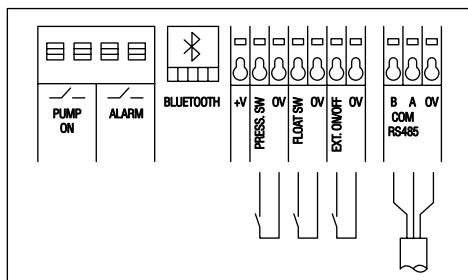 PUMP
ON
ALARM
BLUETOOTH
+V
PRESS. SW
0V
FLOAT SW
0V
EXT. ON/OFF
0V
B A 0V
COM
RS485